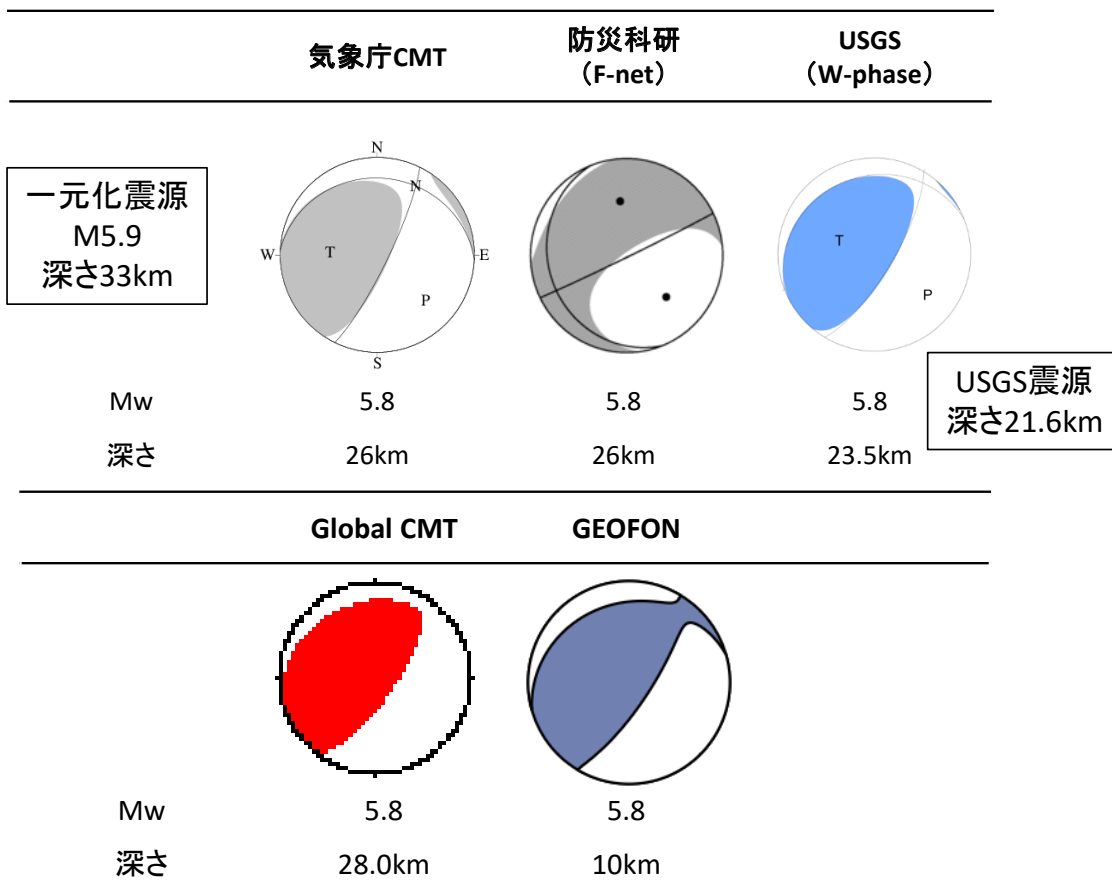 気象庁CMT
防災科研
（F-net）
USGS
（W-phase）
一元化震源
M5.9
深さ33km
N
N
W
T
E
P
S
T
P
USGS震源
深さ21.6km
Mw
5.8
5.8
5.8
深さ
26km
26km
23.5km
Global CMT
GEOFON
Mw
5.8
5.8
深さ
28.0km
10km